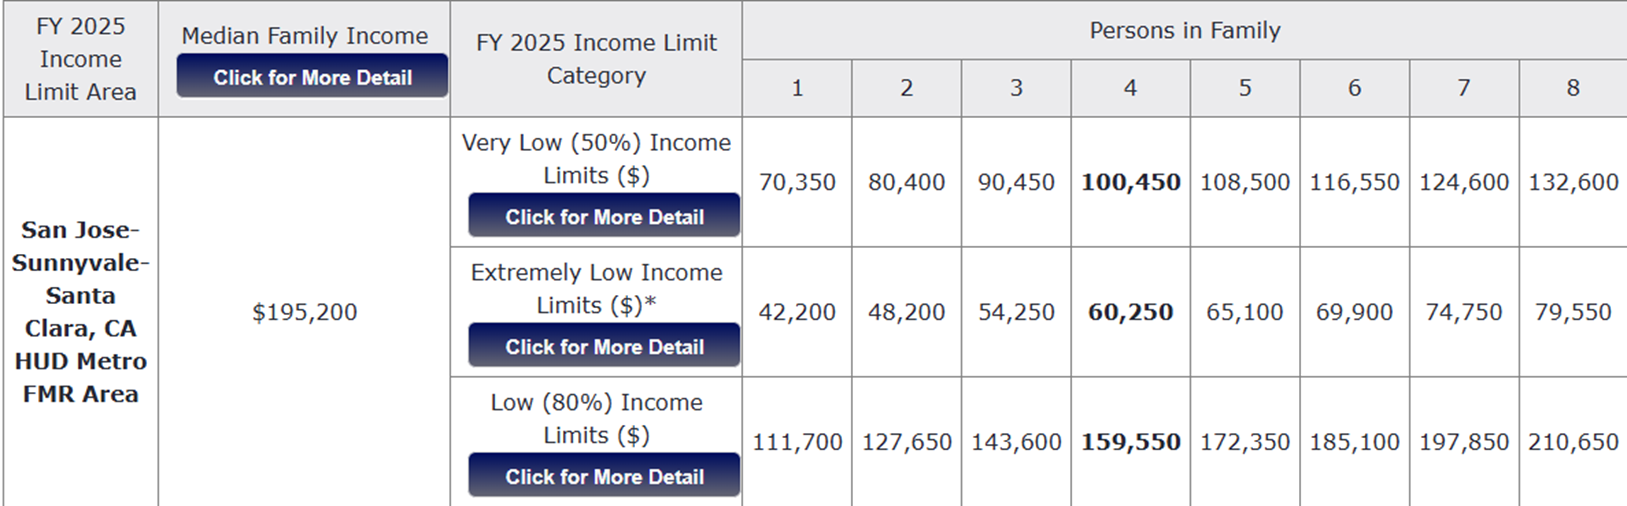 FY 2025
Income
Limit Area
Median Family Income
Click for More Detail
FY 2025 Income Limit
Category
Persons in Family
1 2 3 4 5 6 7 8
San Jose-
Sunnyvale-
Santa
Clara, CA
HUD Metro
FMR Area
$195,200
Very Low (50%) Income
Limits ($)
Click for More Detail
70,350 80,400 90,450 100,450 108,500 116,550 124,600 132,600
Extremely Low Income
Limits ($)*
Click for More Detail
42,200 48,200 54,250 60,250 65,100 69,900 74,750 79,550
Low (80%) Income
Limits ($)
Click for More Detail
111,700 127,650 143,600 159,550 172,350 185,100 197,850 210,650